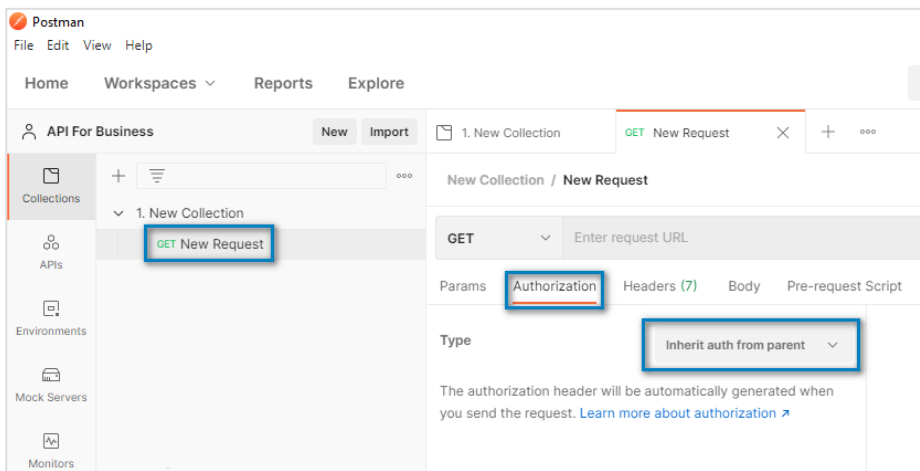 Postman
File Edit View Help
Home Workspaces Reports Explore
API For Business New Import
1. New Collection
GET New Request
Collections
New Collection / New Request
1. New Collection
GET New Request
GET Enter request URL
APIs
Params Authorization Headers (7) Body Pre-request Script
Environments
Type Inherit auth from parent
Mock Servers
The authorization header will be automatically generated when
you send the request. Learn more about authorization ↗
Monitors